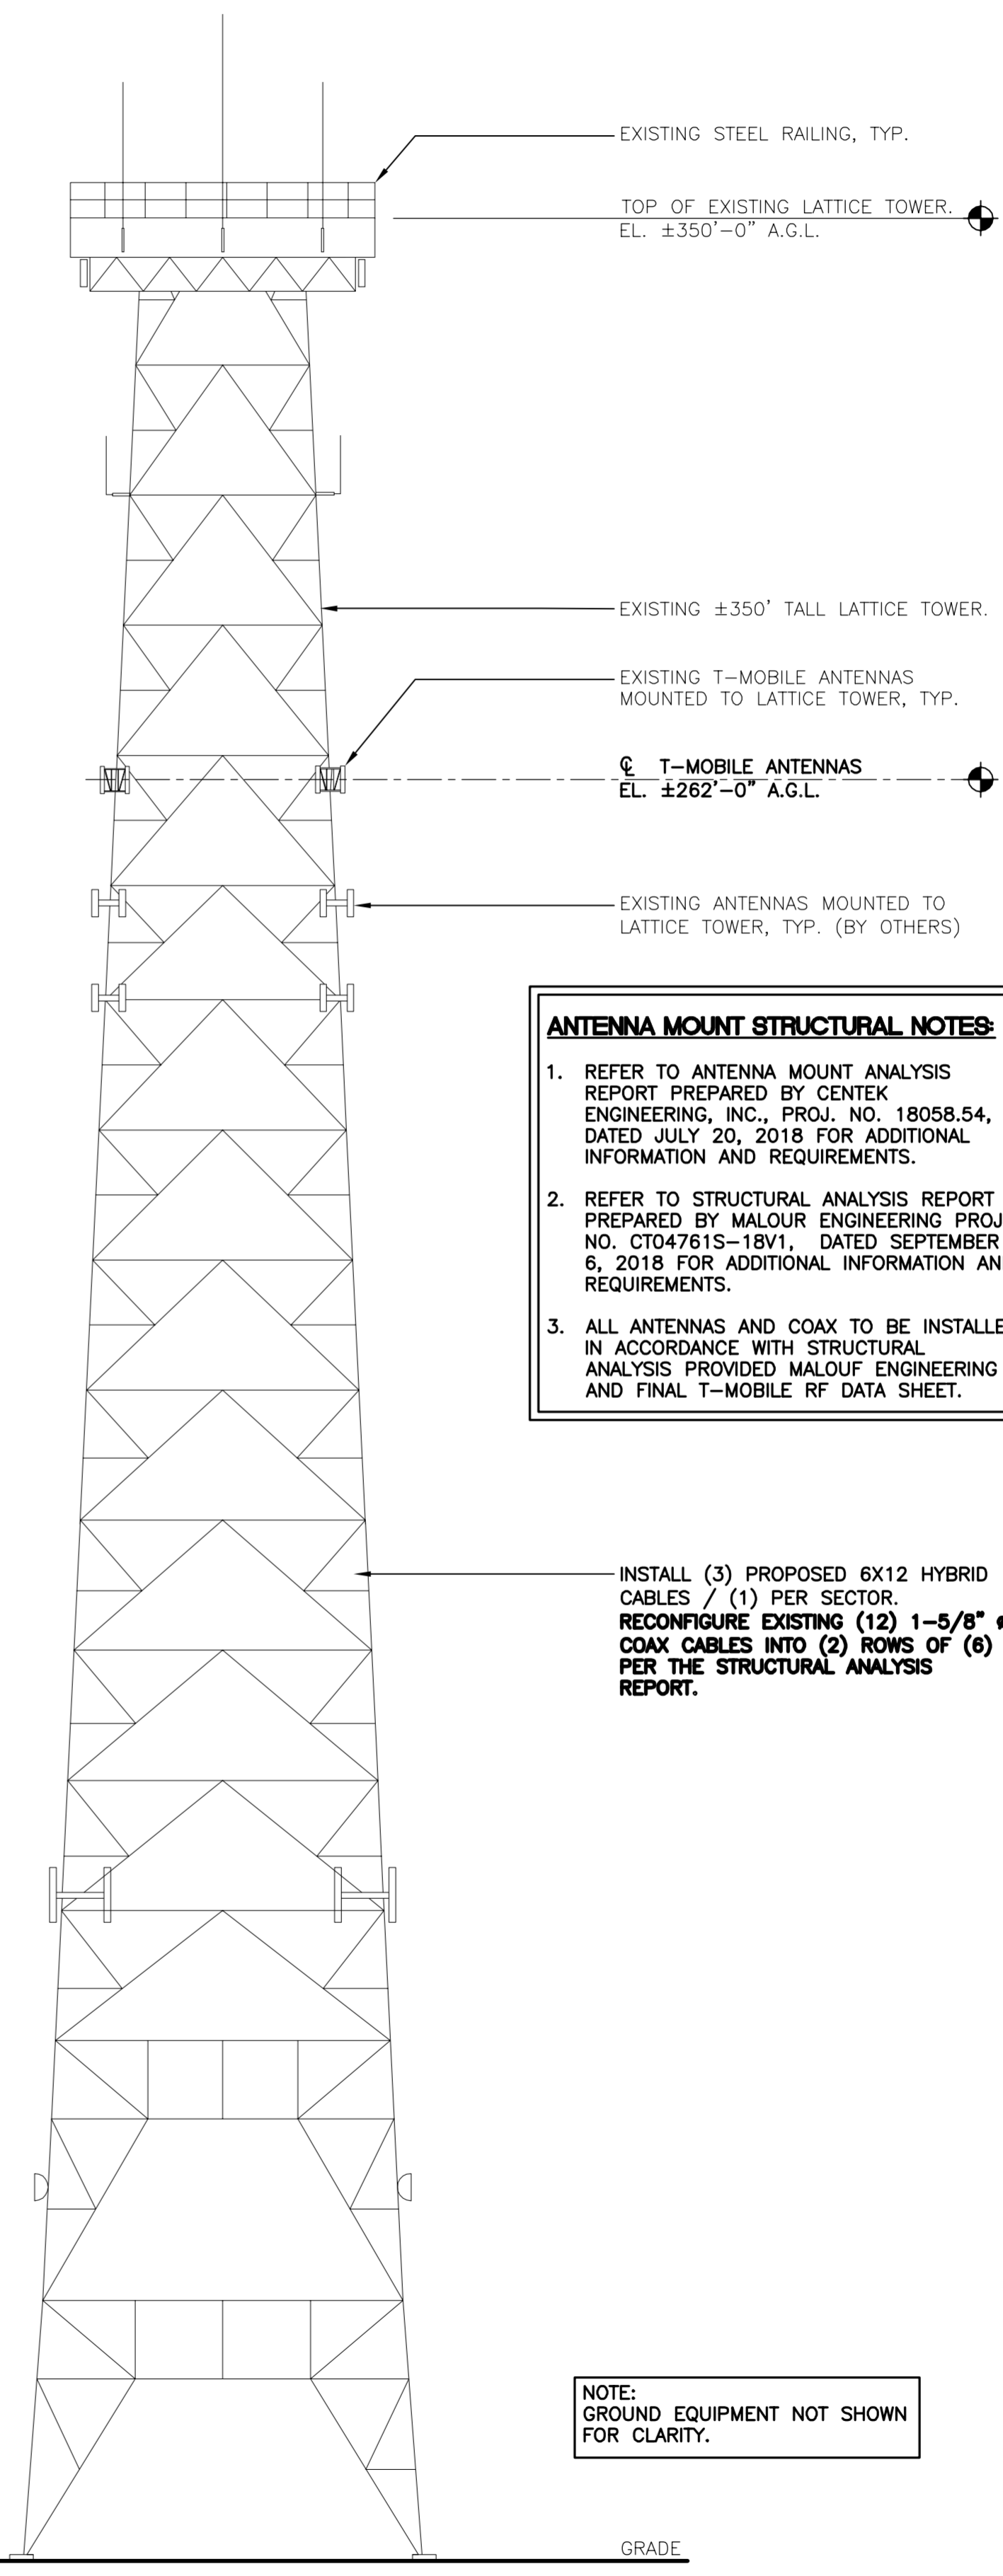 EXISTING STEEL RAILING, TYP.
TOP OF EXISTING LATTICE TOWER.
EL. ±350'-0" A.G.L.
EXISTING ±350' TALL LATTICE TOWER.
EXISTING T-MOBILE ANTENNAS
MOUNTED TO LATTICE TOWER, TYP.
℄ T-MOBILE ANTENNAS
EL. ±262'-0" A.G.L.
EXISTING ANTENNAS MOUNTED TO
LATTICE TOWER, TYP. (BY OTHERS)
ANTENNA MOUNT STRUCTURAL NOTES:
1. REFER TO ANTENNA MOUNT ANALYSIS
REPORT PREPARED BY CENTEK
ENGINEERING, INC., PROJ. NO. 18058.54,
DATED JULY 20, 2018 FOR ADDITIONAL
INFORMATION AND REQUIREMENTS.
2. REFER TO STRUCTURAL ANALYSIS REPORT
PREPARED BY MALOUR ENGINEERING PROJ
NO. CT04761S-18V1, DATED SEPTEMBER
6, 2018 FOR ADDITIONAL INFORMATION AN
REQUIREMENTS.
3. ALL ANTENNAS AND COAX TO BE INSTALLE
IN ACCORDANCE WITH STRUCTURAL
ANALYSIS PROVIDED MALOUF ENGINEERING
AND FINAL T-MOBILE RF DATA SHEET.
INSTALL (3) PROPOSED 6X12 HYBRID
CABLES / (1) PER SECTOR.
RECONFIGURE EXISTING (12) 1-5/8" ø
COAX CABLES INTO (2) ROWS OF (6)
PER THE STRUCTURAL ANALYSIS
REPORT.
NOTE:
GROUND EQUIPMENT NOT SHOWN
FOR CLARITY.
GRADE